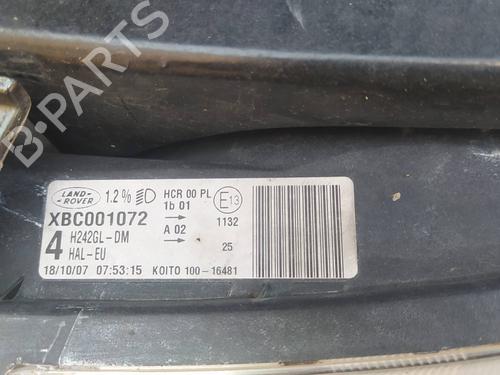 B-PARTS
LAND-
ROVER
1.2%
HCR 00 PL
1b 01
E13
XBC001072
A 02
1132
4 H242GL-DM
HAL-EU
25
18/10/07 07:53:15 KOITO 100-16481